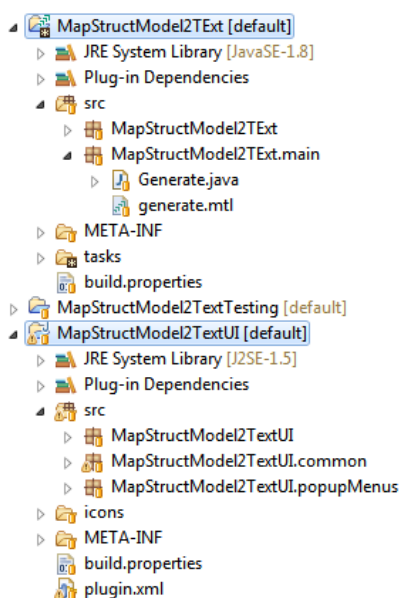 MapStructModel2TExt [default]
JRE System Library [JavaSE-1.8]
Plug-in Dependencies
src
MapStructModel2TExt
MapStructModel2TExt.main
Generate.java
generate.mtl
META-INF
tasks
build.properties
MapStructModel2TextTesting [default]
MapStructModel2TextUI [default]
JRE System Library [J2SE-1.5]
Plug-in Dependencies
src
MapStructModel2TextUI
MapStructModel2TextUI.common
MapStructModel2TextUI.popupMenus
icons
META-INF
build.properties
plugin.xml